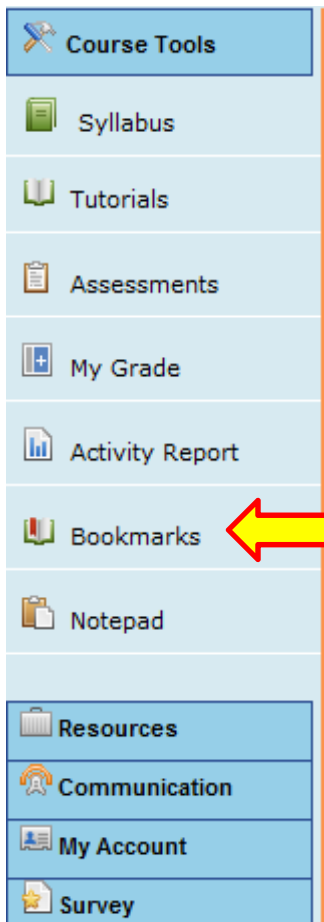 Course Tools
Syllabus
Tutorials
Assessments
My Grade
Activity Report
Bookmarks
Notepad
Resources
Communication
My Account
Survey